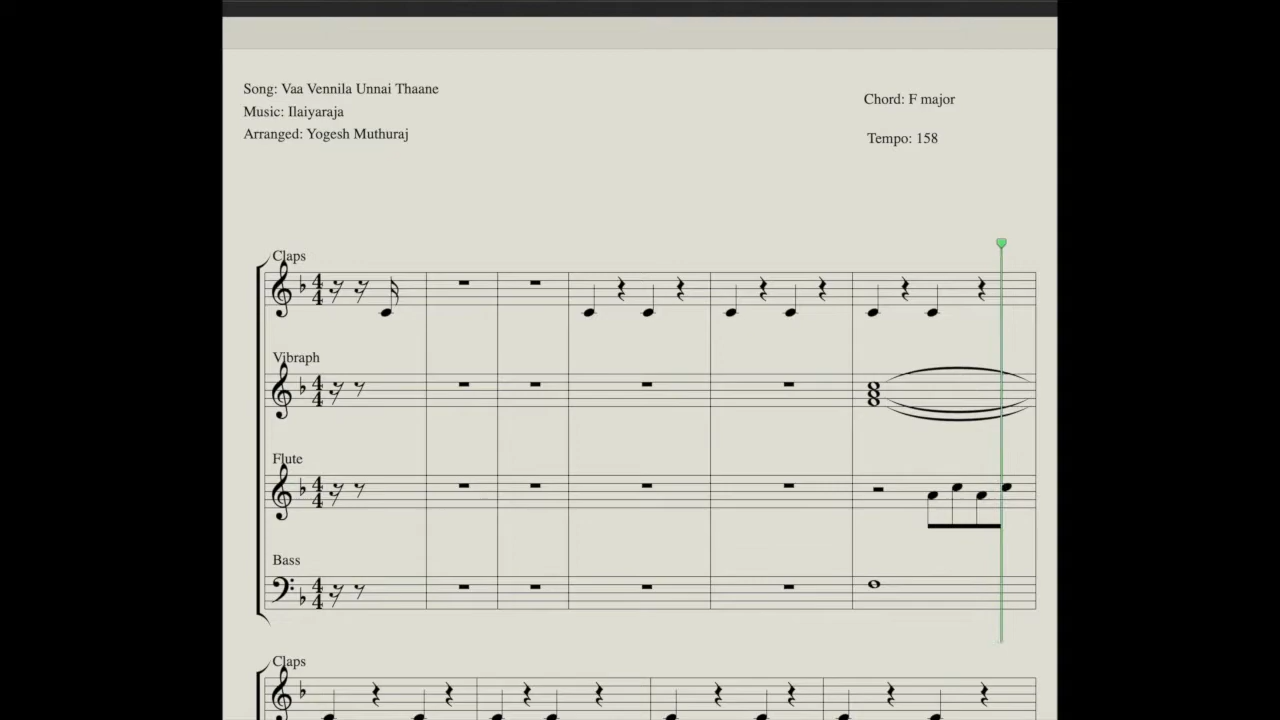 Song: Vaa Vennila Unnai Thaane
Music: Ilaiyaraja
Arranged: Yogesh Muthuraj
Chord: F major
Tempo: 158
Claps
Vibraph
Flute
Bass
Claps